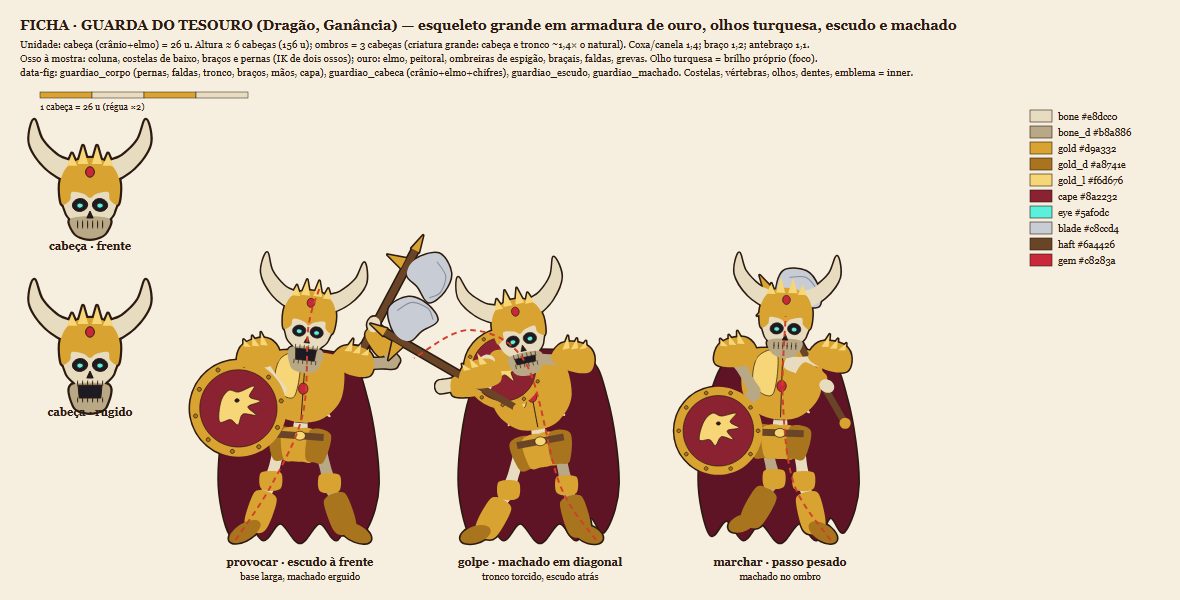 FICHA · GUARDA DO TESOURO (Dragão, Ganância) — esqueleto grande em armadura de ouro, olhos turquesa, escudo e machado
Unidade: cabeça (crânio+elmo) = 26 u. Altura ≈ 6 cabeças (156 u); ombros = 3 cabeças (criatura grande: cabeça e tronco ~1,4× o natural). Coxa/canela 1,4; braço 1,2; antebraço 1,1.
Osso à mostra: coluna, costelas de baixo, braços e pernas (IK de dois ossos); ouro: elmo, peitoral, ombreiras de espigão, braçais, faldas, grevas. Olho turquesa = brilho próprio (foco).
data-fig: guardiao_corpo (pernas, faldas, tronco, braços, mãos, capa), guardiao_cabeca (crânio+elmo+chifres), guardiao_escudo, guardiao_machado. Costelas, vértebras, olhos, dentes, emblema = inner.
1 cabeça = 26 u (régua ×2)
bone #e8dcc0
bone_d #b8a886
gold #d9a332
gold_d #a8741e
gold_l #f6d676
cape #8a2232
eye #5af0dc
blade #c8ccd4
haft #6a4426
gem #c8283a
cabeça · frente
cabeça · rugido
provocar · escudo à frente
base larga, machado erguido
golpe · machado em diagonal
tronco torcido, escudo atrás
marchar · passo pesado
machado no ombro